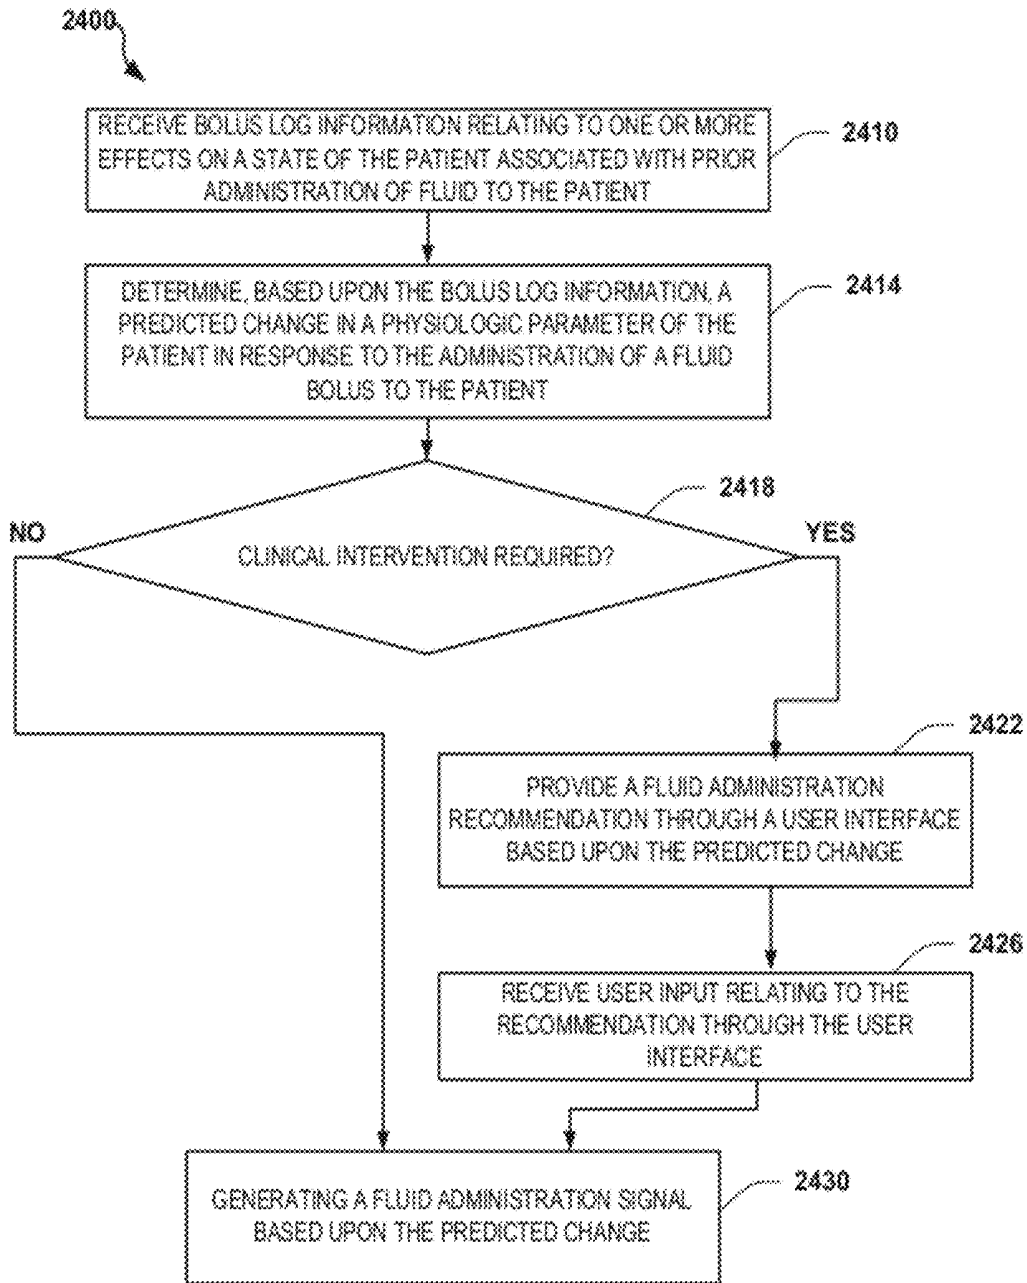 2400
RECEIVE BOLUS LOG INFORMATION RELATING TO ONE OR MORE
EFFECTS ON A STATE OF THE PATIENT ASSOCIATED WITH PRIOR
ADMINISTRATION OF FLUID TO THE PATIENT
2410
DETERMINE, BASED UPON THE BOLUS LOG INFORMATION, A
PREDICTED CHANGE IN A PHYSIOLOGIC PARAMETER OF THE
PATIENT IN RESPONSE TO THE ADMINISTRATION OF A FLUID
BOLUS TO THE PATIENT
2414
2418
NO
YES
CLINICAL INTERVENTION REQUIRED?
2422
PROVIDE A FLUID ADMINISTRATION
RECOMMENDATION THROUGH A USER INTERFACE
BASED UPON THE PREDICTED CHANGE
2426
RECEIVE USER INPUT RELATING TO THE
RECOMMENDATION THROUGH THE USER
INTERFACE
2430
GENERATING A FLUID ADMINISTRATION SIGNAL
BASED UPON THE PREDICTED CHANGE